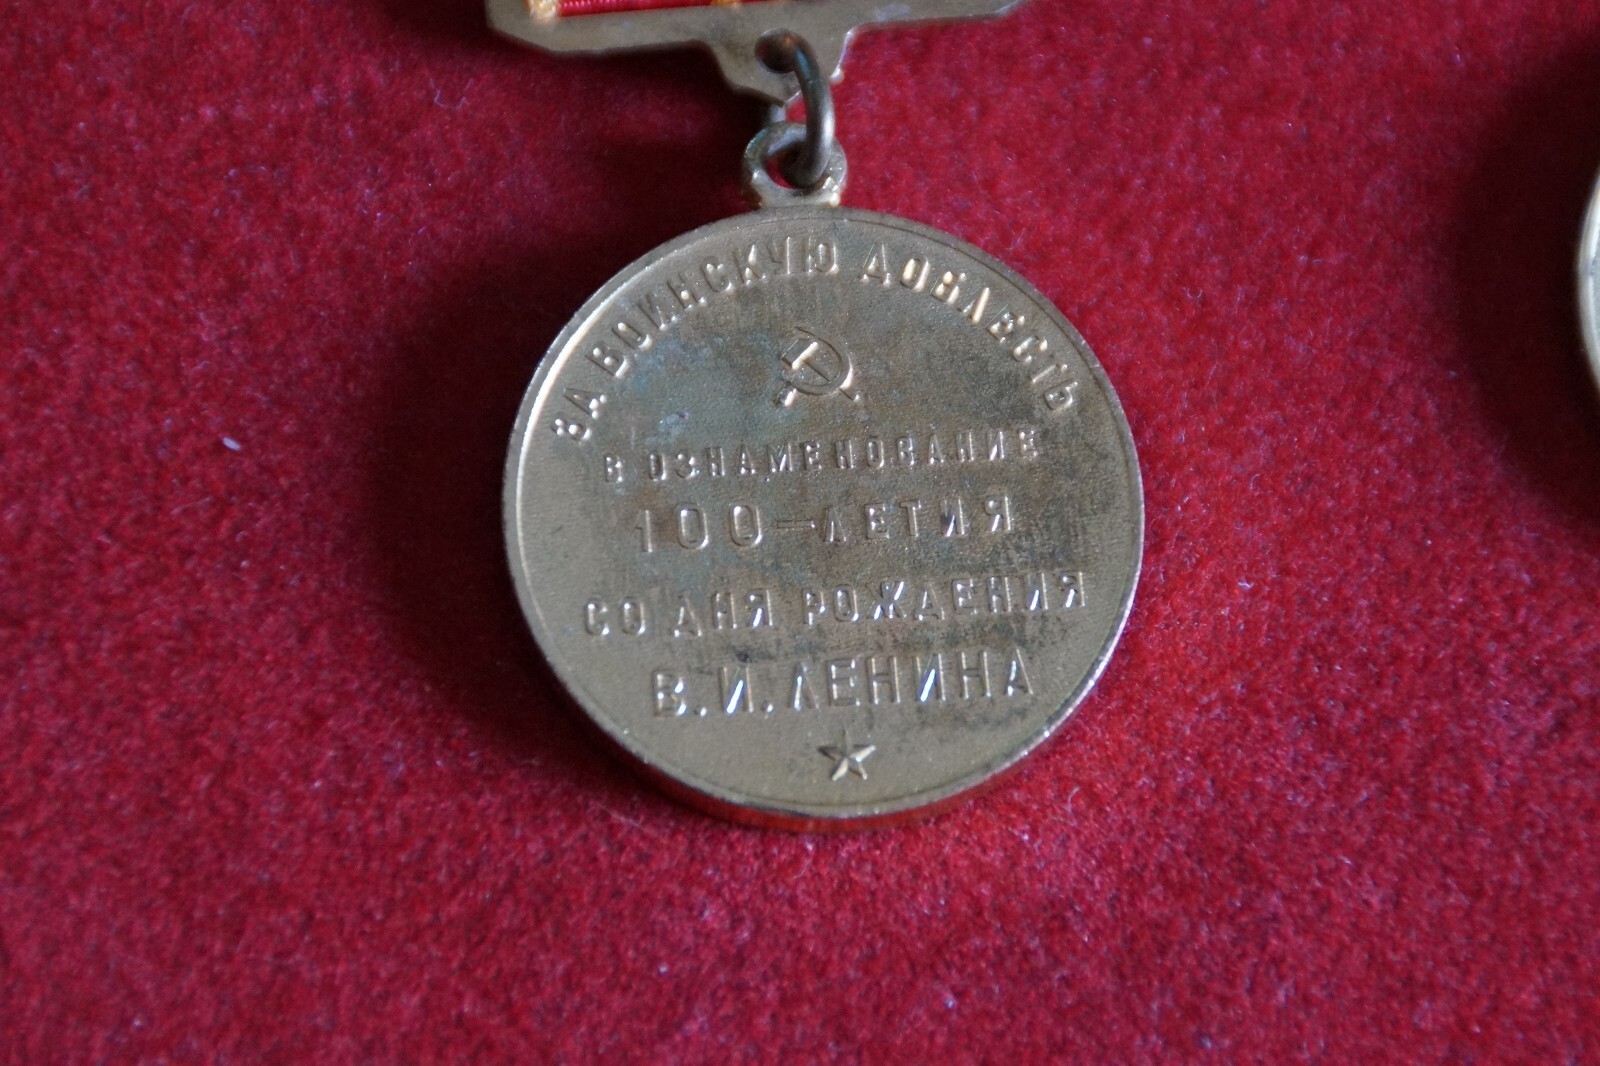 ЗА ВОИНСКУЮ ДОБЛЕСТЬ
В ОЗНАМЕНОВАНИЕ
100-ЛЕТИЯ
СО ДНЯ РОЖДЕНИЯ
В.И.ЛЕНИНА